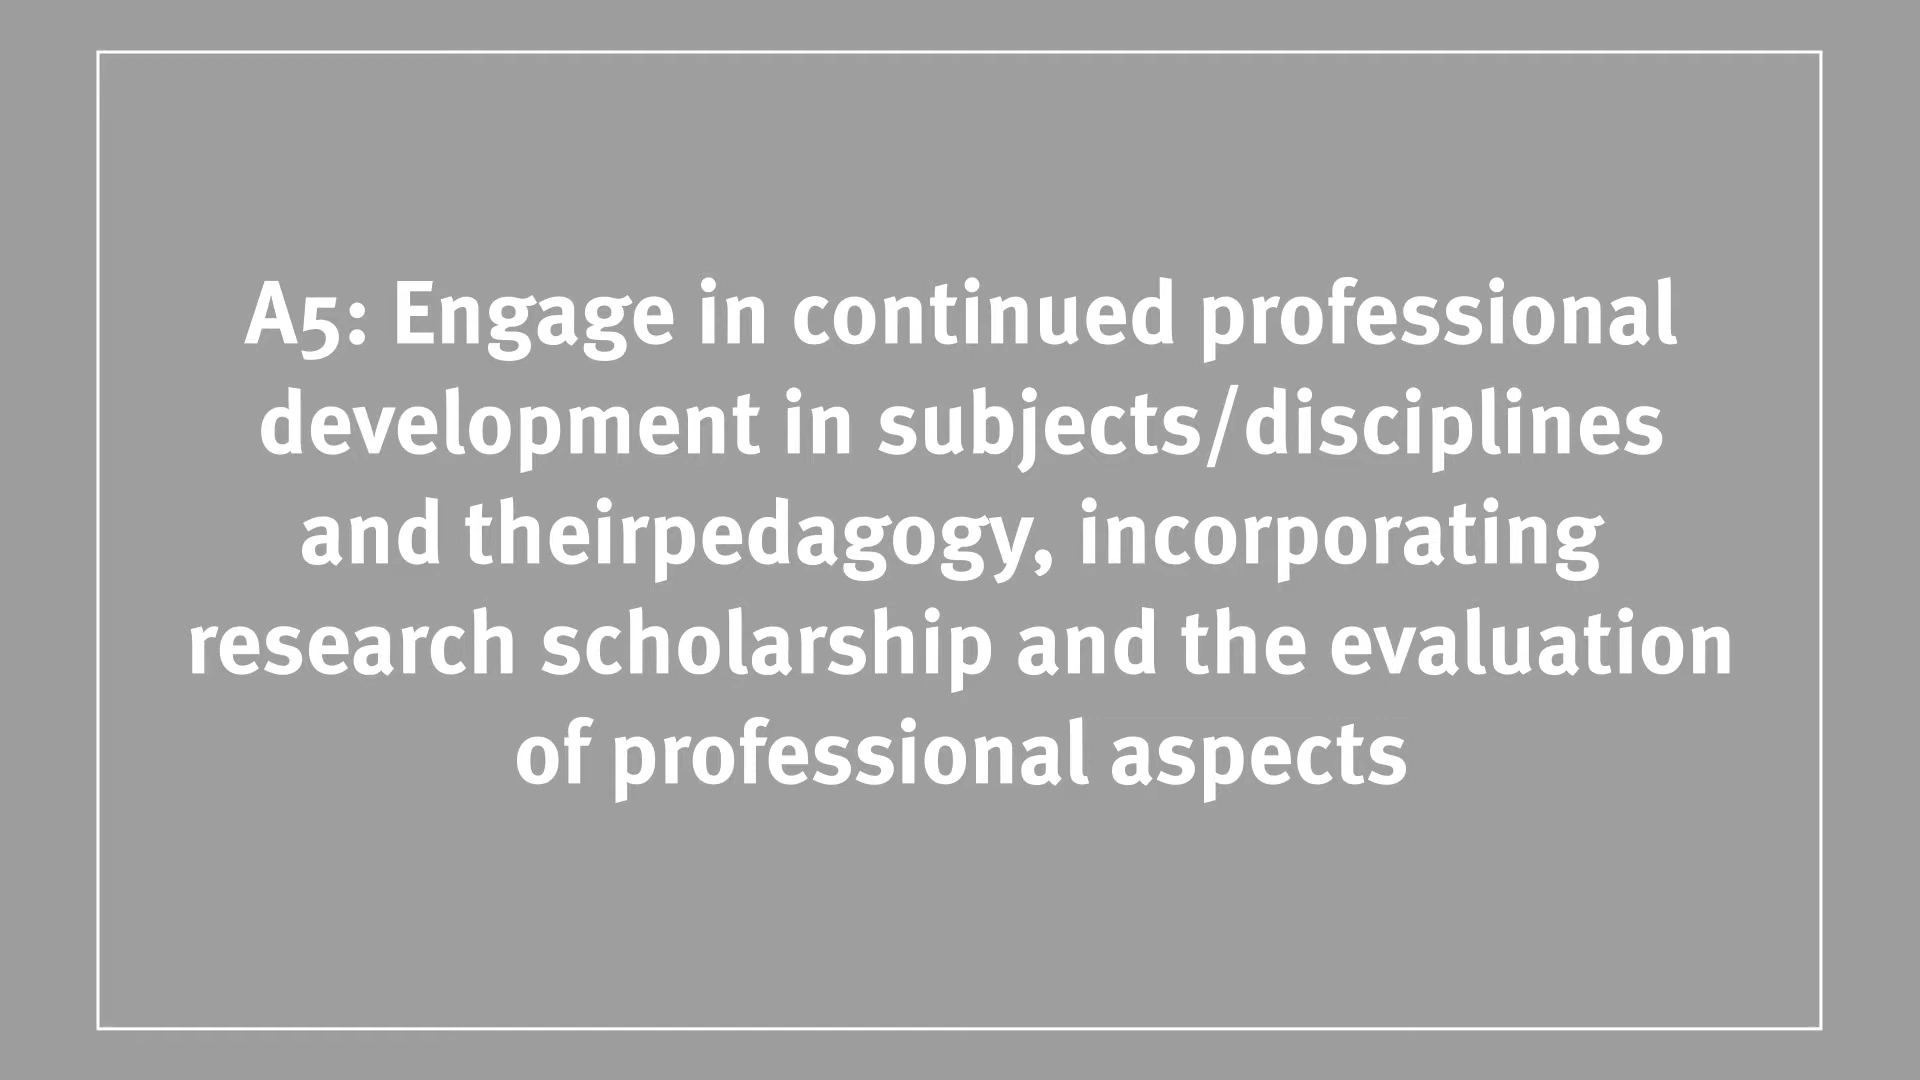 A5: Engage in continued professional
development in subjects/disciplines
and theirpedagogy, incorporating
research scholarship and the evaluation
of professional aspects